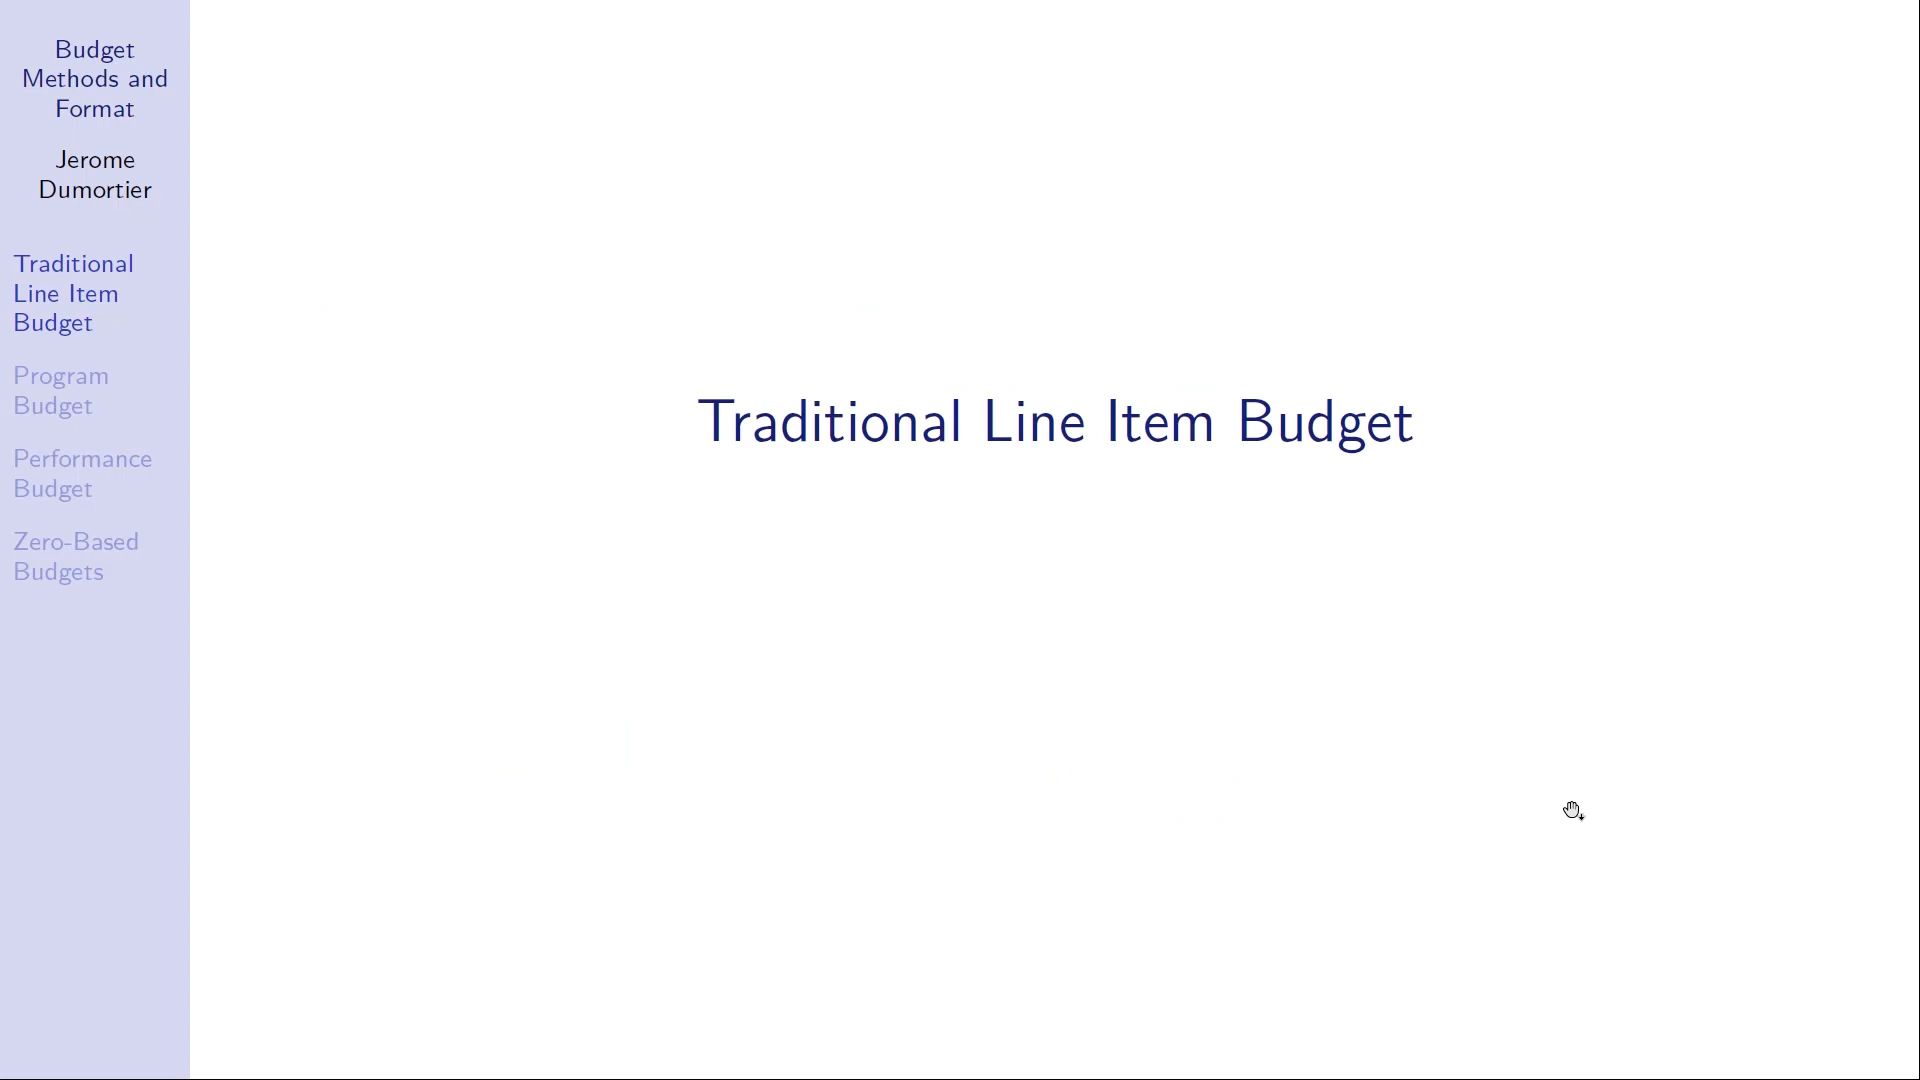 Budget
Methods and
Format
Jerome
Dumortier
Traditional
Line Item
Budget
Program
Budget
Performance
Budget
Zero-Based
Budgets
Traditional Line Item Budget